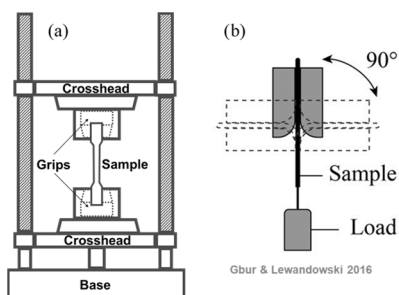 (a)
Crosshead
Grips Sample
Crosshead
Base
(b)
90°
Sample
Load
Gbur & Lewandowski 2016